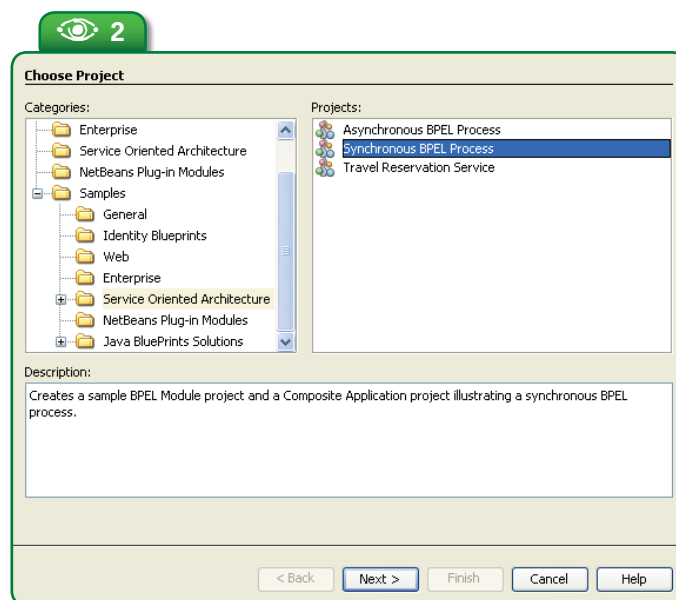 2
Choose Project
Categories:
Enterprise
Service Oriented Architecture
NetBeans Plug-in Modules
Samples
General
Identity Blueprints
Web
Enterprise
Service Oriented Architecture
NetBeans Plug-in Modules
Java BluePrints Solutions
Projects:
Asynchronous BPEL Process
Synchronous BPEL Process
Travel Reservation Service
Description:
Creates a sample BPEL Module project and a Composite Application project illustrating a synchronous BPEL
process.
< Back
Next >
Finish
Cancel
Help